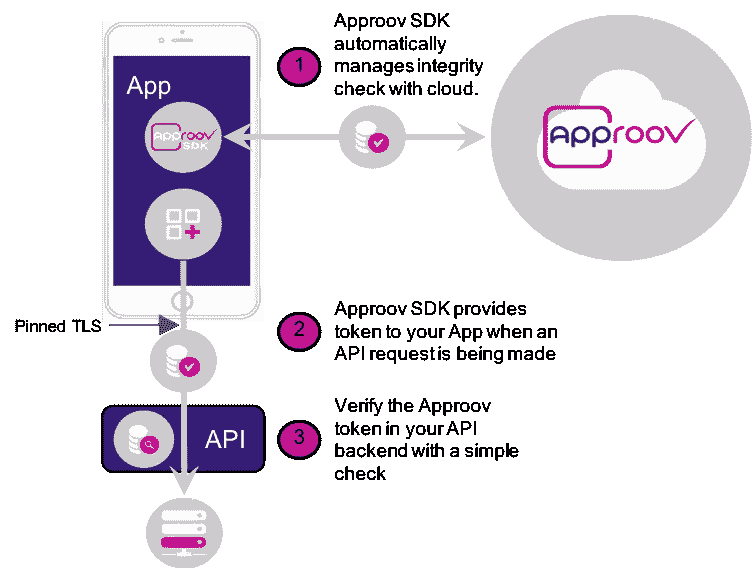 App
Approov
SDK
1
Approov SDK
automatically
manages integrity
check with cloud.
Approov
Pinned TLS
2
Approov SDK provides
token to your App when an
API request is being made
API
3
Verify the Approov
token in your API
backend with a simple
check